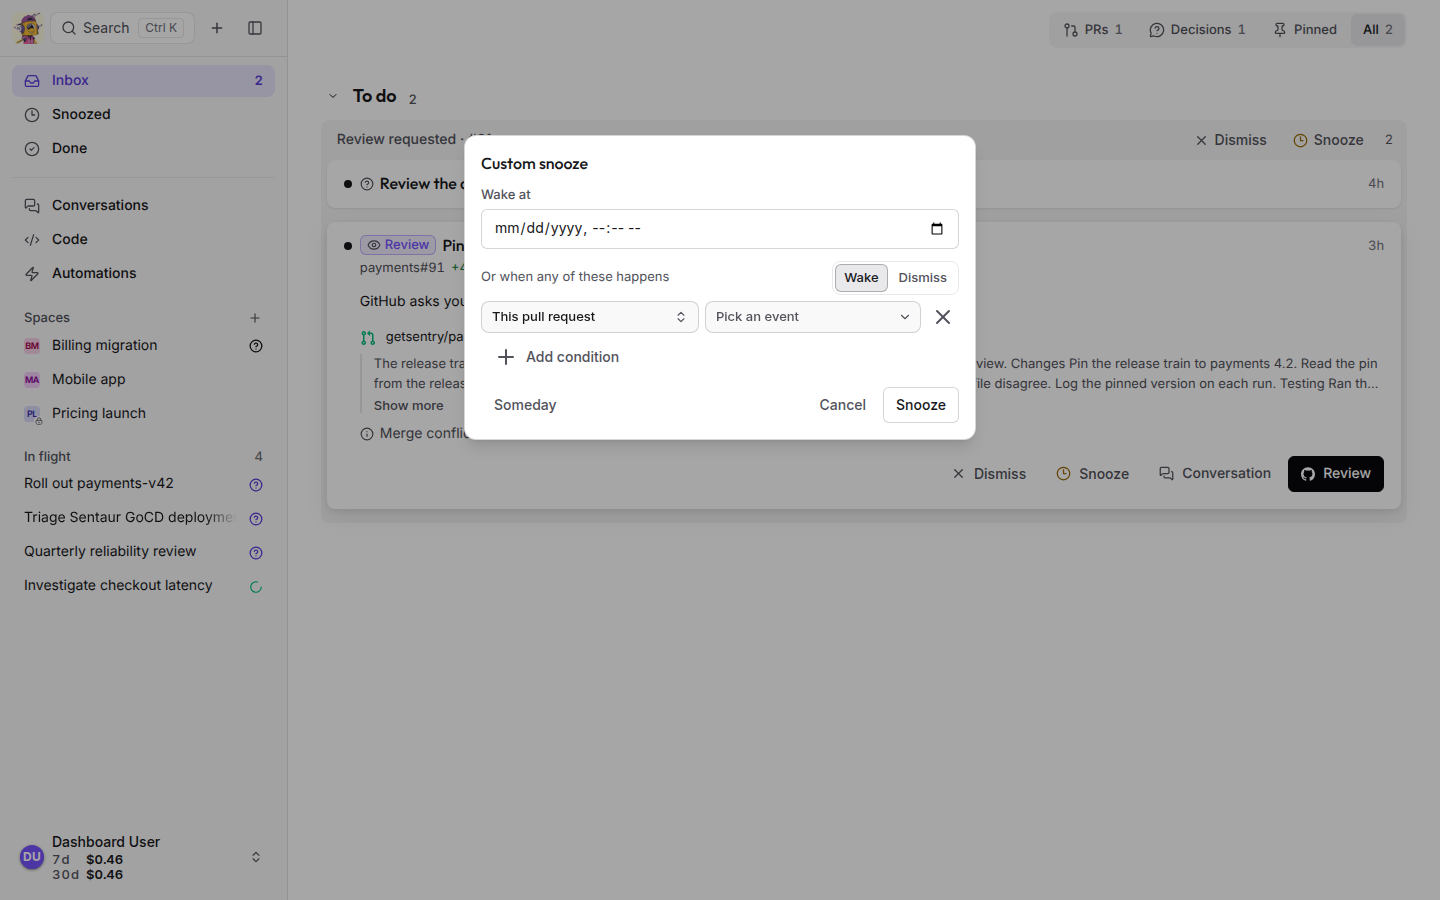 Search Ctrl K
PRs 1 Decisions 1 Pinned All 2
Inbox 2
Snoozed
Done
Conversations
Code
Automations
Spaces
BM Billing migration
MA Mobile app
PL Pricing launch
In flight 4
Roll out payments-v42
Triage Sentaur GoCD deployme
Quarterly reliability review
Investigate checkout latency
DU Dashboard User
7d $0.46
30d $0.46
To do 2
Review requested · Dismiss Snooze 2
Review the 4h
Review Pin 3h
payments#91
GitHub asks you
getsentry/pa
The release tra view. Changes Pin the release train to payments 4.2. Read the pin
from the releas ile disagree. Log the pinned version on each run. Testing Ran th...
Show more
Merge conflic
Dismiss Snooze Conversation Review
Custom snooze
Wake at
mm/dd/yyyy, --:-- --
Or when any of these happens Wake Dismiss
This pull request Pick an event
Add condition
Someday Cancel Snooze